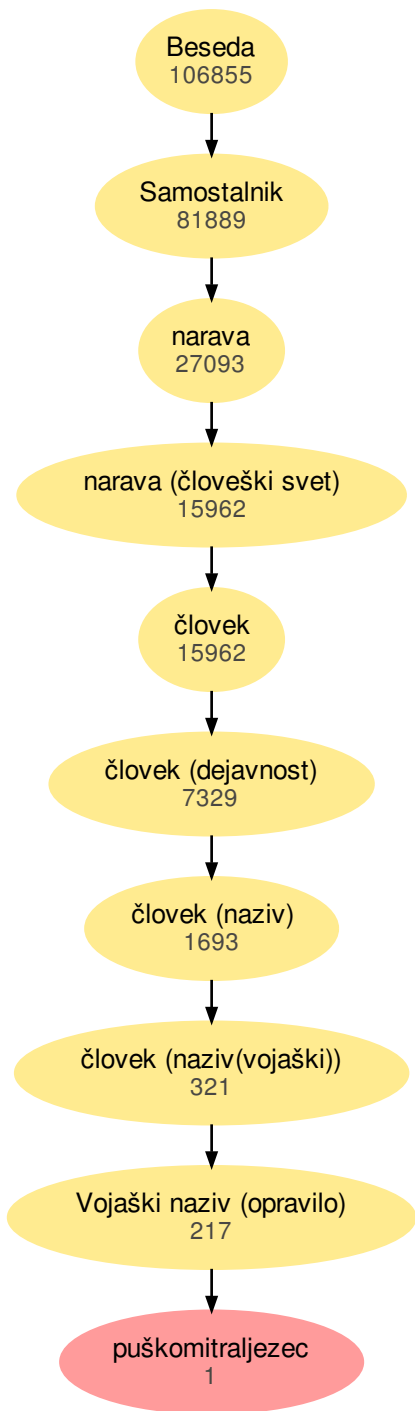 Beseda
106855
Samostalnik
81889
narava
27093
narava (človeški svet)
15962
človek
15962
človek (dejavnost)
7329
človek (naziv)
1693
človek (naziv(vojaški))
321
Vojaški naziv (opravilo)
217
puškomitraljezec
1